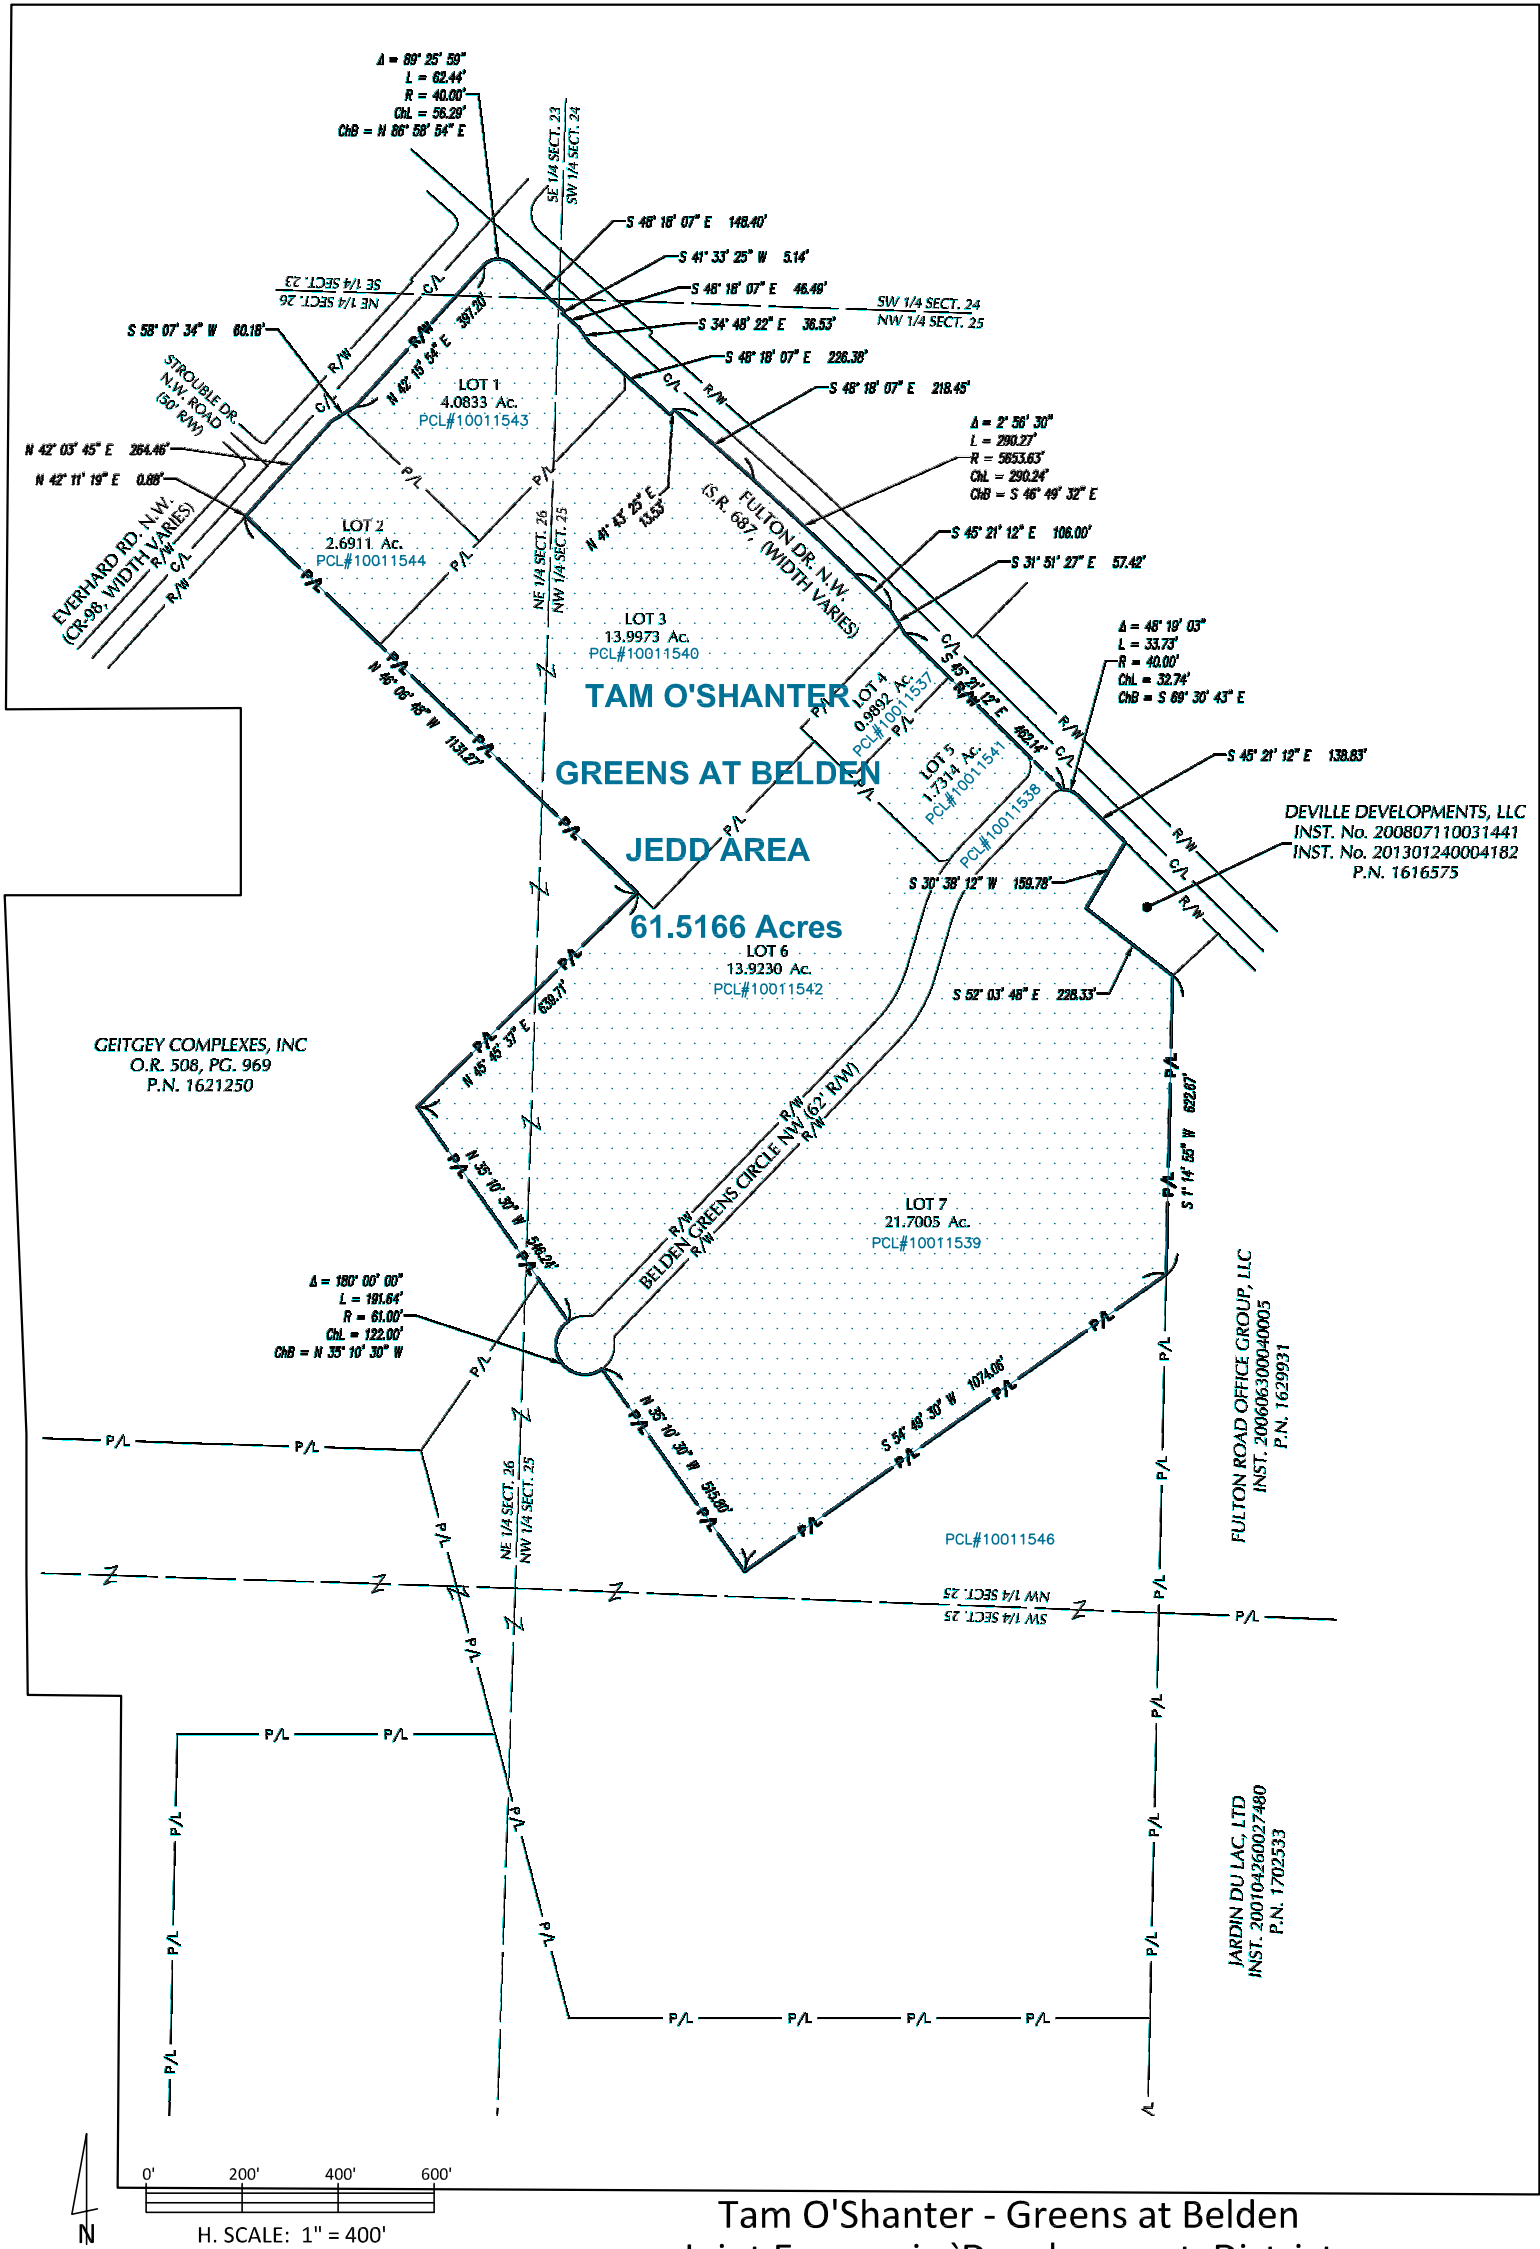 Δ = 89° 25' 59"
L = 62.44'
R = 40.00'
ChL = 56.29'
ChB = N 86° 58' 54" E
SE 1/4 SECT. 23
SW 1/4 SECT. 24
S 48° 18' 07" E 148.40'
S 41° 33' 25" W 5.14'
S 48° 18' 07" E 46.49'
S 34° 48' 22" E 36.53'
S 48° 18' 07" E 226.38'
S 48° 18' 07" E 218.45'
SE 1/4 SECT. 23
NE 1/4 SECT. 26
SW 1/4 SECT. 24
NW 1/4 SECT. 25
S 58° 07' 34" W 60.18'
STROUBLE DR.
N.W. ROAD
(50' R/W)
R/W
C/L
R/W
C/L
R/W
N 42° 15' 54" E 397.20'
C/L
R/W
LOT 1
4.0833 Ac.
PCL#10011543
N 42° 03' 45" E 264.46'
N 42° 11' 19" E 0.88'
EVERHARD RD. N.W.
(CR-98, WIDTH VARIES)
R/W
C/L
R/W
P/L
P/L
P/L
LOT 2
2.6911 Ac.
PCL#10011544
P/L
NE 1/4 SECT. 26
NW 1/4 SECT. 25
N 41° 43' 25" E
13.53'
FULTON DR. N.W.
(S.R. 687, (WIDTH VARIES)
Δ = 2° 56' 30"
L = 290.27'
R = 5653.63'
ChL = 290.24'
ChB = S 46° 49' 32" E
S 45° 21' 12" E 106.00'
S 31° 51' 27" E 57.42'
Δ = 48° 19' 03"
L = 33.73'
R = 40.00'
ChL = 32.74'
ChB = S 69° 30' 43" E
LOT 3
13.9973 Ac.
PCL#10011540
P/L
N 46° 06' 48" W 1131.27'
P/L
P/L
TAM O'SHANTER
GREENS AT BELDEN
JEDD AREA
61.5166 Acres
LOT 4
0.9892 Ac.
PCL#10011537
P/L
P/L
P/L
P/L
C/L
S 45° 21' 12" E 462.14'
R/W
R/W
C/L
LOT 5
1.7314 Ac.
PCL#10011541
PCL#10011538
S 45° 21' 12" E 138.83'
DEVILLE DEVELOPMENTS, LLC
INST. No. 200807110031441
INST. No. 201301240004182
P.N. 1616575
R/W
C/L
R/W
S 30° 38' 12" W 159.78'
S 52° 03' 48" E 228.33'
LOT 6
13.9230 Ac.
PCL#10011542
P/L
N 45° 45' 37" E 639.71'
P/L
GEITGEY COMPLEXES, INC
O.R. 508, PG. 969
P.N. 1621250
P/L
S 1° 14' 55" W 622.67'
P/L
R/W
R/W
BELDEN GREENS CIRCLE NW (62' R/W)
R/W
R/W
P/L
N 35° 10' 30" W 546.24'
P/L
LOT 7
21.7005 Ac.
PCL#10011539
Δ = 180° 00' 00"
L = 191.64'
R = 61.00'
ChL = 122.00'
ChB = N 35° 10' 30" W
P/L
P/L
P/L
S 54° 49' 30" W 1074.06'
P/L
P/L
P/L
N 35° 10' 30" W 515.80'
P/L
FULTON ROAD OFFICE GROUP, LLC
INST. 200606300040005
P.N. 1629931
P/L
P/L
P/L
P/L
P/L
NE 1/4 SECT. 26
NW 1/4 SECT. 25
PCL#10011546
P/L
NW 1/4 SECT. 25
SW 1/4 SECT. 25
P/L
P/L
P/L
P/L
P/L
P/L
P/L
P/L
JARDIN DU LAC, LTD
INST. 200104260027480
P.N. 1702533
P/L
P/L
P/L
P/L
P/L
P/L
P/L
P/L
P/L
/L
0' 200' 400' 600'
H. SCALE: 1" = 400'
N
Tam O'Shanter - Greens at Belden